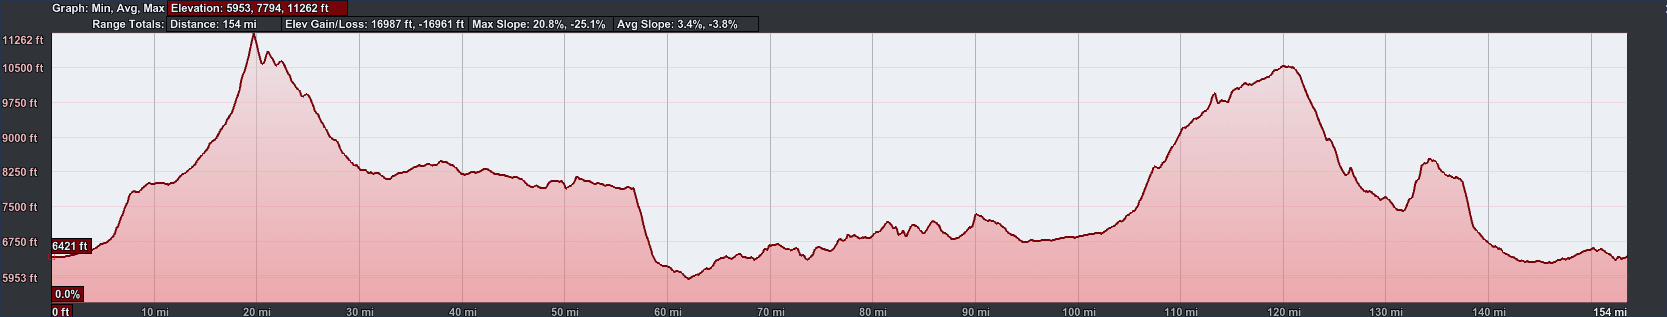 Graph: Min, Avg, Max Elevation: 5953, 7794, 11262 ft
Range Totals: Distance: 154 mi Elev Gain/Loss: 16987 ft, -16961 ft Max Slope: 20.8%, -25.1% Avg Slope: 3.4%, -3.8%
11262 ft
10500 ft
9750 ft
9000 ft
8250 ft
7500 ft
6750 ft
6421 ft
5953 ft
0.0%
0 ft 10 mi 20 mi 30 mi 40 mi 50 mi 60 mi 70 mi 80 mi 90 mi 100 mi 110 mi 120 mi 130 mi 140 mi 154 mi